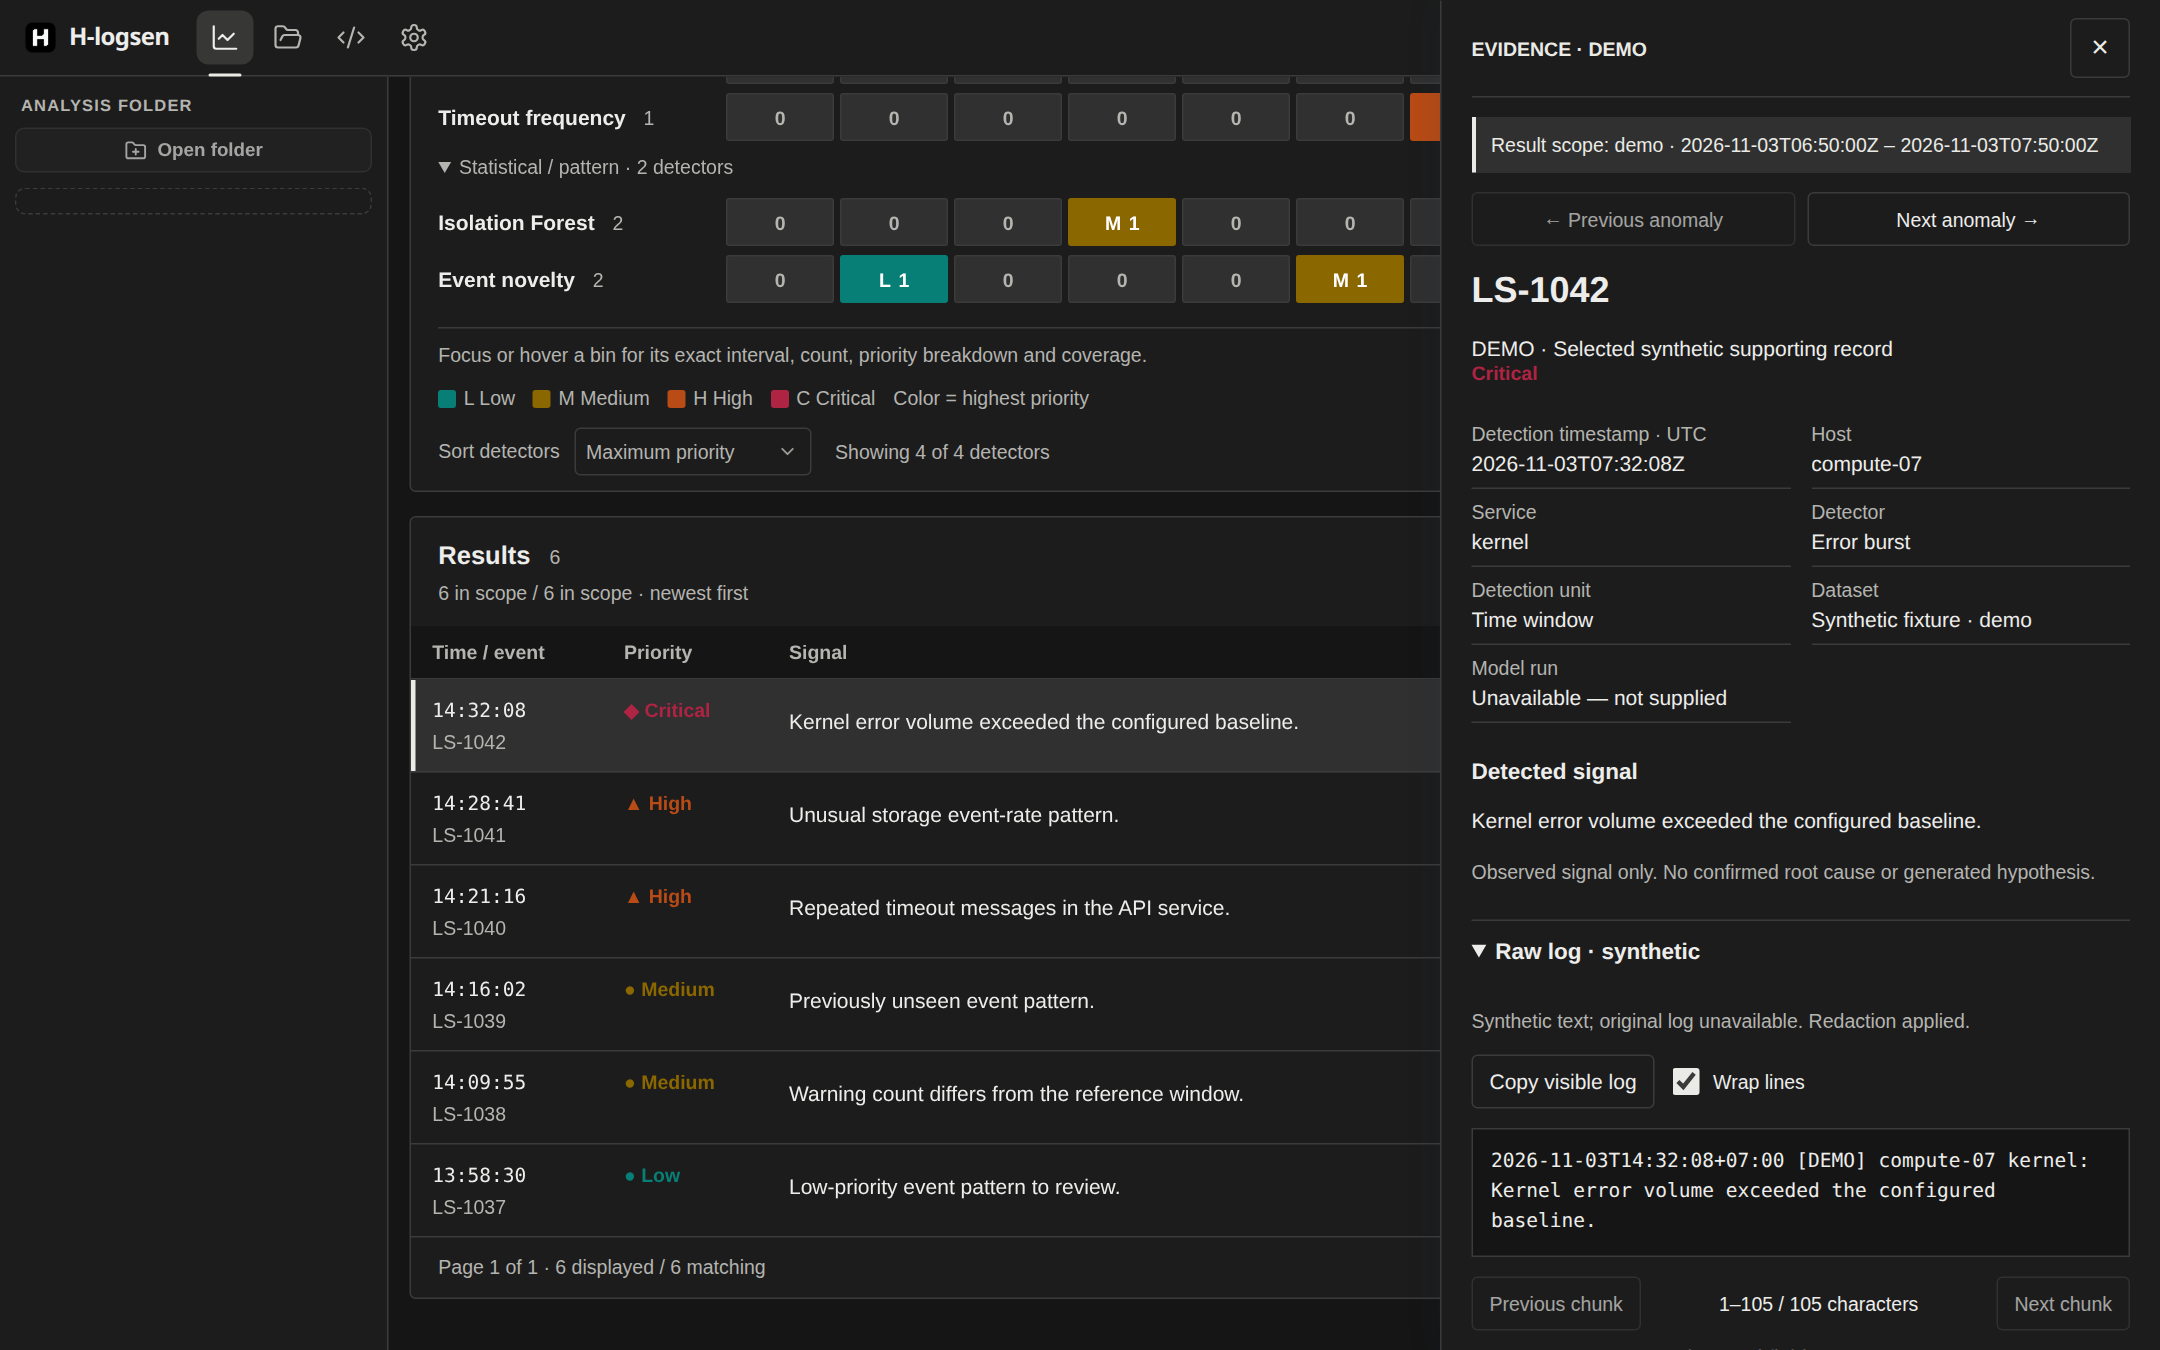 H-logsen
ANALYSIS FOLDER
Open folder
Timeout frequency 1 0 0 0 0 0 0
Statistical / pattern · 2 detectors
Isolation Forest 2 0 0 0 M 1 0 0
Event novelty 2 0 L 1 0 0 0 M 1
Focus or hover a bin for its exact interval, count, priority breakdown and coverage.
L Low M Medium H High C Critical Color = highest priority
Sort detectors Maximum priority Showing 4 of 4 detectors
Results 6
6 in scope / 6 in scope · newest first
Time / event Priority Signal
14:32:08 ◆ Critical Kernel error volume exceeded the configured baseline.
LS-1042
14:28:41 ▲ High Unusual storage event-rate pattern.
LS-1041
14:21:16 ▲ High Repeated timeout messages in the API service.
LS-1040
14:16:02 ● Medium Previously unseen event pattern.
LS-1039
14:09:55 ● Medium Warning count differs from the reference window.
LS-1038
13:58:30 ● Low Low-priority event pattern to review.
LS-1037
Page 1 of 1 · 6 displayed / 6 matching
EVIDENCE · DEMO ✕
Result scope: demo · 2026-11-03T06:50:00Z – 2026-11-03T07:50:00Z
← Previous anomaly Next anomaly →
LS-1042
DEMO · Selected synthetic supporting record
Critical
Detection timestamp · UTC Host
2026-11-03T07:32:08Z compute-07
Service Detector
kernel Error burst
Detection unit Dataset
Time window Synthetic fixture · demo
Model run
Unavailable — not supplied
Detected signal
Kernel error volume exceeded the configured baseline.
Observed signal only. No confirmed root cause or generated hypothesis.
Raw log · synthetic
Synthetic text; original log unavailable. Redaction applied.
Copy visible log Wrap lines
2026-11-03T14:32:08+07:00 [DEMO] compute-07 kernel:
Kernel error volume exceeded the configured
baseline.
Previous chunk 1–105 / 105 characters Next chunk